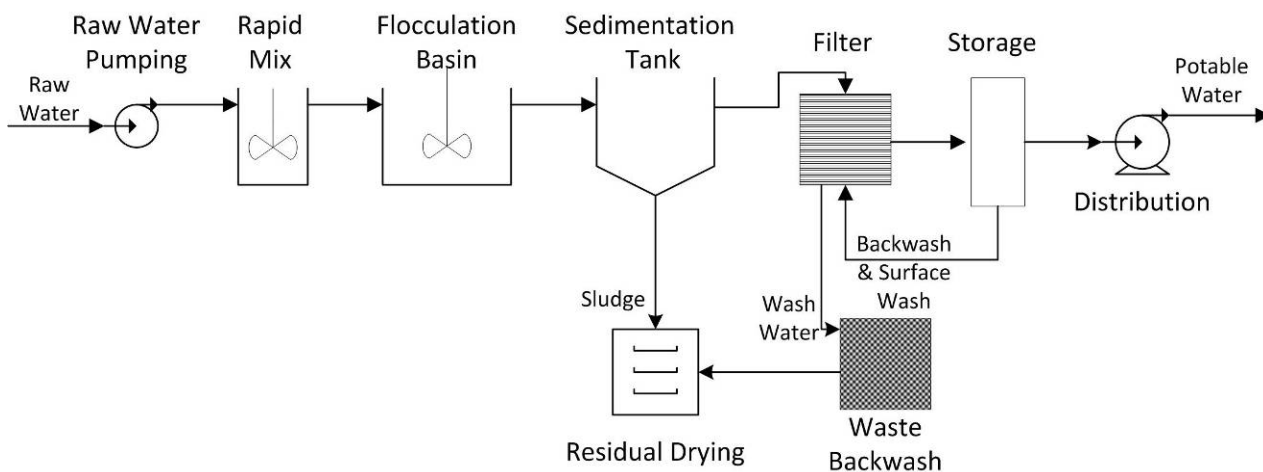 Raw Water
Pumping
Rapid
Mix
Flocculation
Basin
Sedimentation
Tank
Filter
Storage
Raw
Water
Potable
Water
Distribution
Backwash
& Surface
Wash
Sludge
Wash
Water
Residual Drying
Waste
Backwash